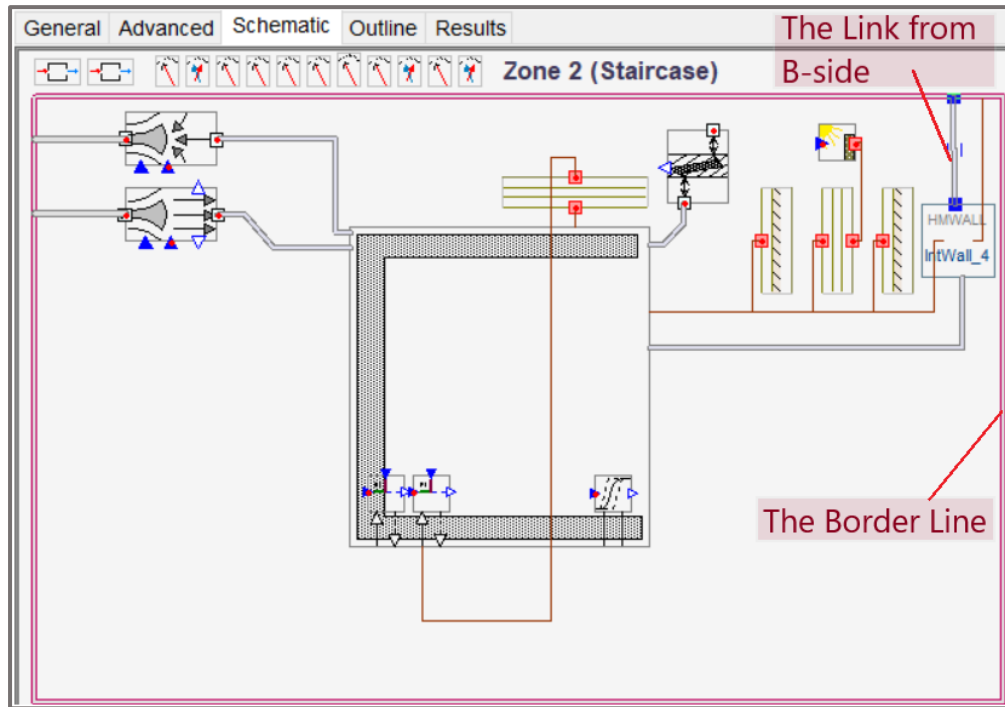 General Advanced Schematic Outline Results
Zone 2 (Staircase)
The Link from
B-side
HMWALL
IntWall_4
The Border Line